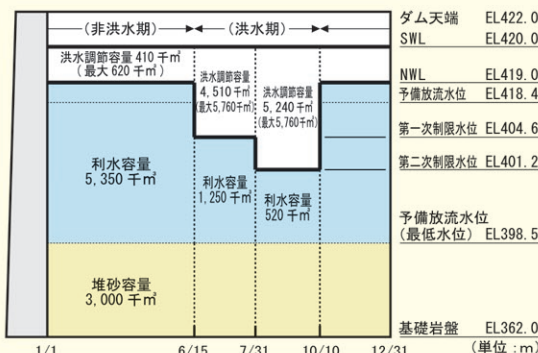 (非洪水期)
(洪水期)
洪水調節容量 410 千㎥
(最大 620 千㎥)
洪水調節容量
4,510 千㎥
(最大5,760千㎥)
洪水調節容量
5,240 千㎥
(最大5,760千㎥)
利水容量
5,350 千㎥
利水容量
1,250 千㎥
利水容量
520 千㎥
堆砂容量
3,000 千㎥
ダム天端 EL422.0
SWL EL420.0
NWL EL419.0
予備放流水位 EL418.4
第一次制限水位 EL404.6
第二次制限水位 EL401.2
予備放流水位
(最低水位) EL398.5
基礎岩盤 EL362.0
1/1 6/15 7/31 10/10 12/31
(単位:m)